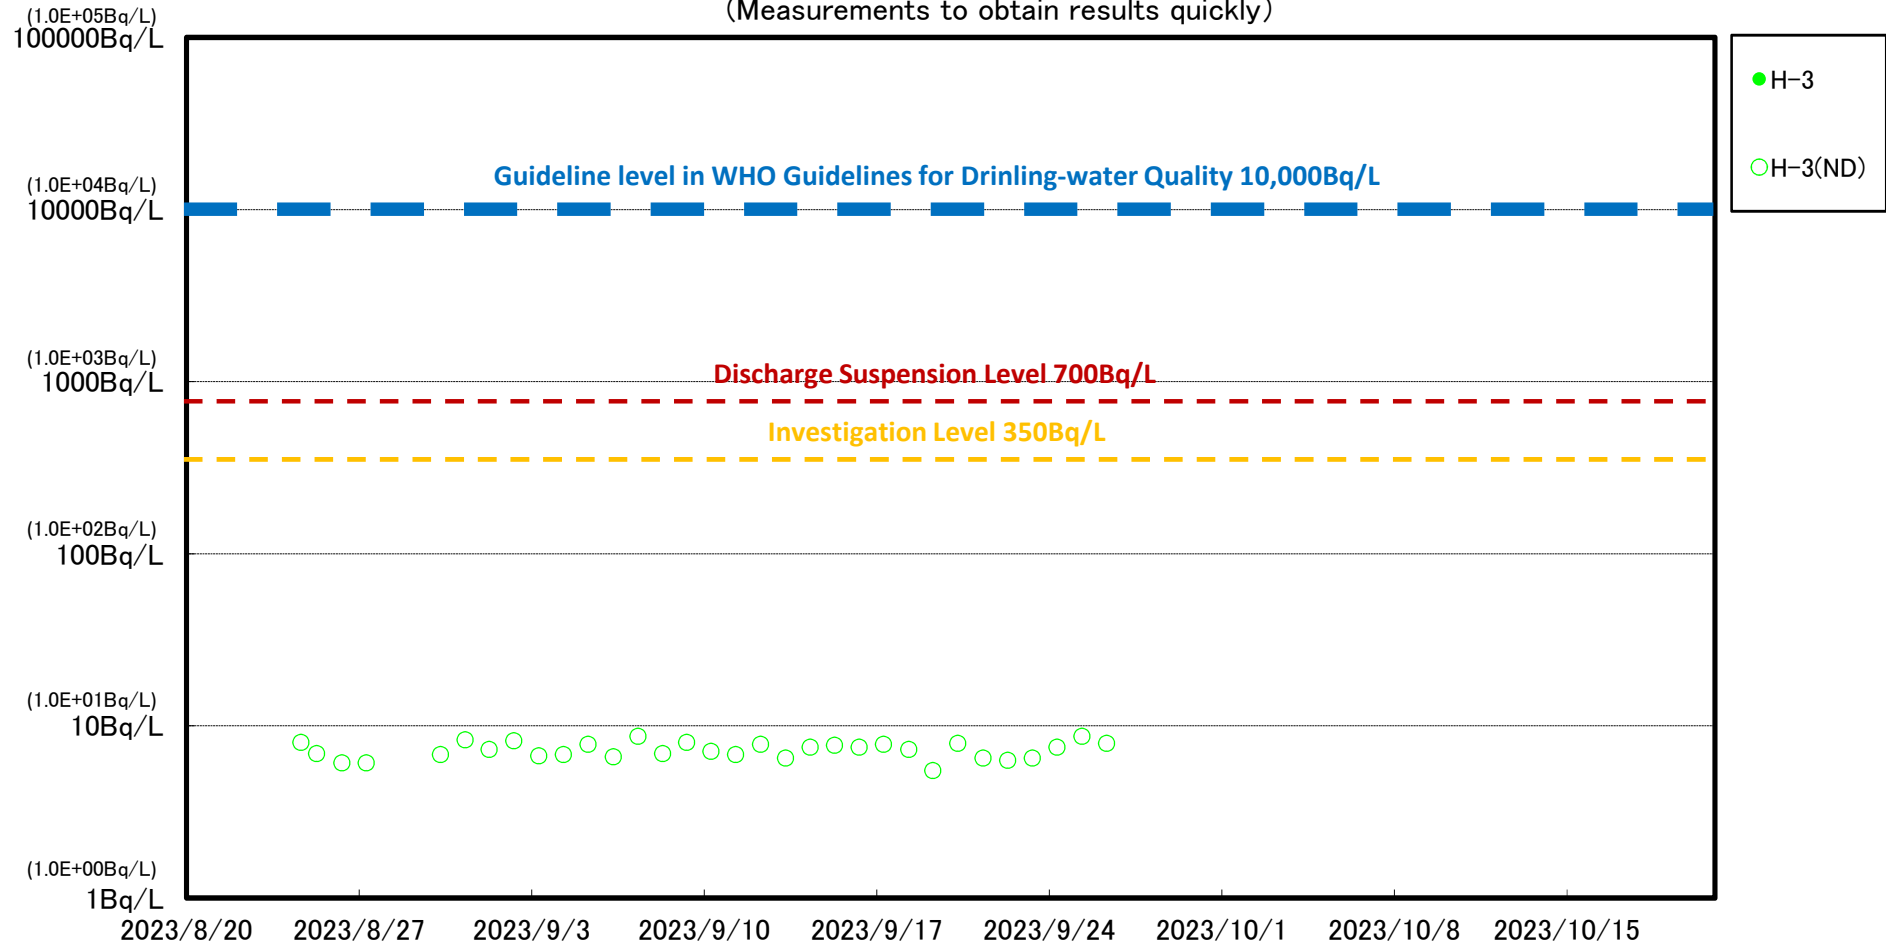 (Measurements to obtain results quickly)
(1.0E+05Bq/L)
100000Bq/L
H-3
H-3(ND)
Guideline level in WHO Guidelines for Drinling-water Quality 10,000Bq/L
(1.0E+04Bq/L)
10000Bq/L
(1.0E+03Bq/L)
1000Bq/L
Discharge Suspension Level 700Bq/L
Investigation Level 350Bq/L
(1.0E+02Bq/L)
100Bq/L
(1.0E+01Bq/L)
10Bq/L
(1.0E+00Bq/L)
1Bq/L
2023/8/20 2023/8/27 2023/9/3 2023/9/10 2023/9/17 2023/9/24 2023/10/1 2023/10/8 2023/10/15